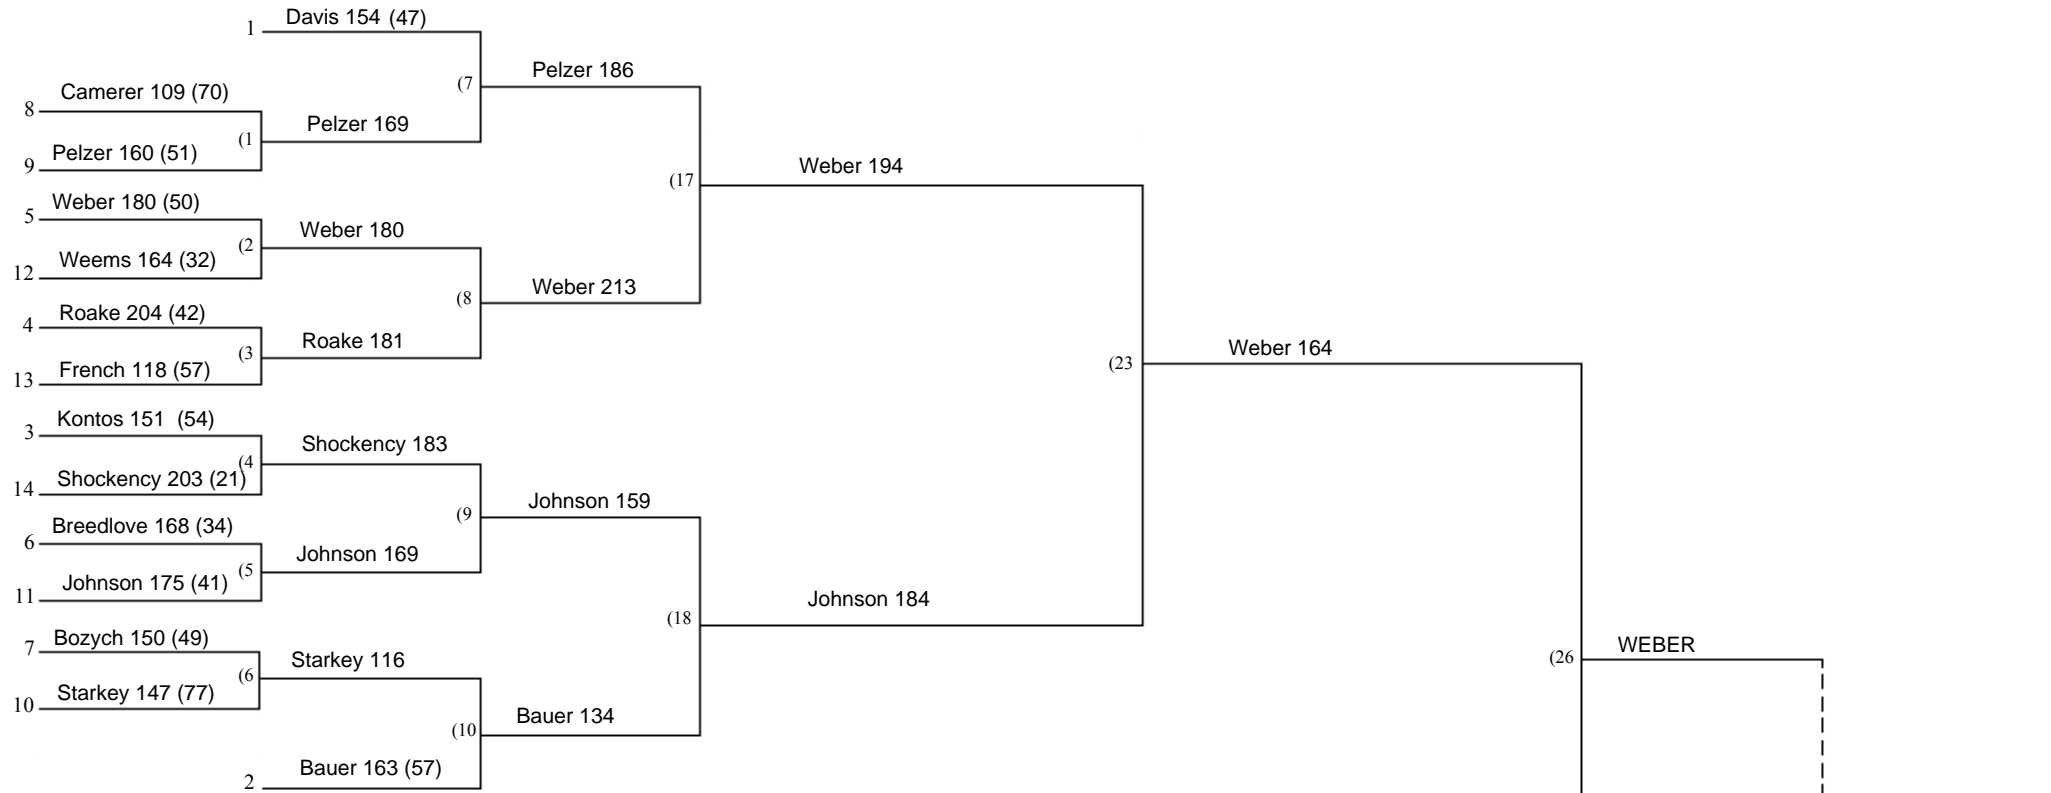 1 Davis 154 (47)
(7 Pelzer 186
8 Camerer 109 (70)
(1 Pelzer 169
9 Pelzer 160 (51)
(17 Weber 194
5 Weber 180 (50)
(2 Weber 180
12 Weems 164 (32)
(8 Weber 213
4 Roake 204 (42)
(3 Roake 181
13 French 118 (57)
(23 Weber 164
3 Kontos 151 (54)
(4 Shockency 183
14 Shockency 203 (21)
(9 Johnson 159
6 Breedlove 168 (34)
(5 Johnson 169
11 Johnson 175 (41)
(18 Johnson 184
7 Bozych 150 (49)
(6 Starkey 116
10 Starkey 147 (77)
(26 WEBER
(10 Bauer 134
2 Bauer 163 (57)